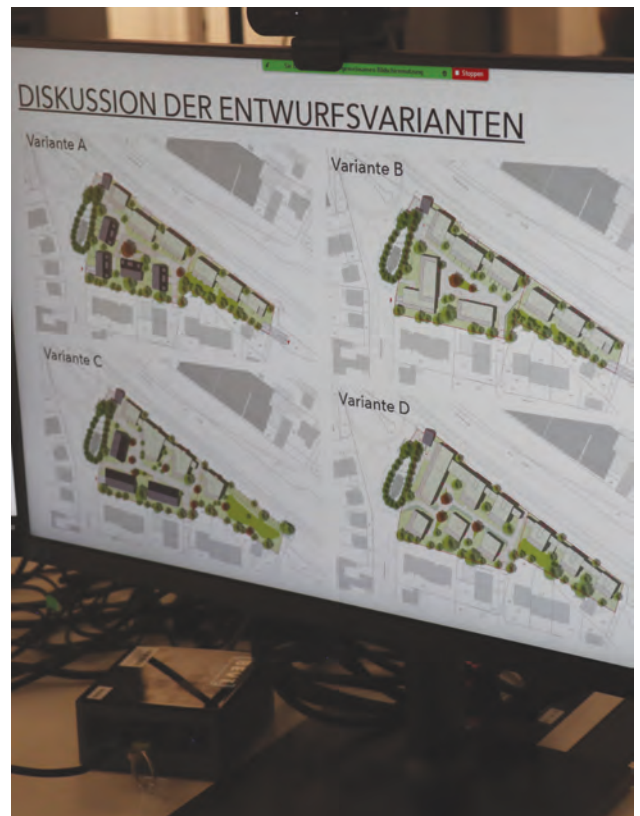 Stoppen
DISKUSSION DER ENTWURFSVARIANTEN
Variante A
Variante B
Variante C
Variante D